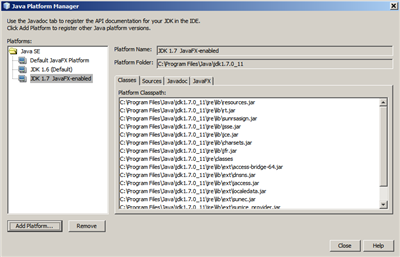 Java Platform Manager
Use the Javadoc tab to register the API documentation for your JDK in the IDE.
Click Add Platform to register other Java platform versions.
Platforms:
Java SE
Default JavaFX Platform
JDK 1.6 (Default)
JDK 1.7 JavaFX-enabled
Platform Name: JDK 1.7 JavaFX-enabled
Platform Folder: C:\Program Files\Java\jdk1.7.0_11
Classes Sources Javadoc JavaFX
Platform Classpath:
C:\Program Files\Java\jdk1.7.0_11\jre\lib\resources.jar
C:\Program Files\Java\jdk1.7.0_11\jre\lib\rt.jar
C:\Program Files\Java\jdk1.7.0_11\jre\lib\sunrsasign.jar
C:\Program Files\Java\jdk1.7.0_11\jre\lib\jsse.jar
C:\Program Files\Java\jdk1.7.0_11\jre\lib\jce.jar
C:\Program Files\Java\jdk1.7.0_11\jre\lib\charsets.jar
C:\Program Files\Java\jdk1.7.0_11\jre\lib\jfr.jar
C:\Program Files\Java\jdk1.7.0_11\jre\classes
C:\Program Files\Java\jdk1.7.0_11\jre\lib\ext\access-bridge-64.jar
C:\Program Files\Java\jdk1.7.0_11\jre\lib\ext\dnsns.jar
C:\Program Files\Java\jdk1.7.0_11\jre\lib\ext\jaccess.jar
C:\Program Files\Java\jdk1.7.0_11\jre\lib\ext\localedata.jar
C:\Program Files\Java\jdk1.7.0_11\jre\lib\ext\sunec.jar
C:\Program Files\Java\jdk1.7.0_11\jre\lib\ext\sunjce_provider.jar
Add Platform... Remove
Close Help